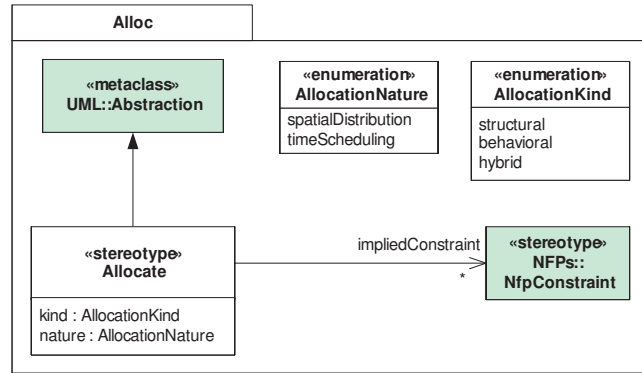 Alloc
«metaclass»
UML::Abstraction
«enumeration»
AllocationNature
spatialDistribution
timeScheduling
«enumeration»
AllocationKind
structural
behavioral
hybrid
«stereotype»
Allocate
kind : AllocationKind
nature : AllocationNature
impliedConstraint
*
«stereotype»
NFPs::
NfpConstraint